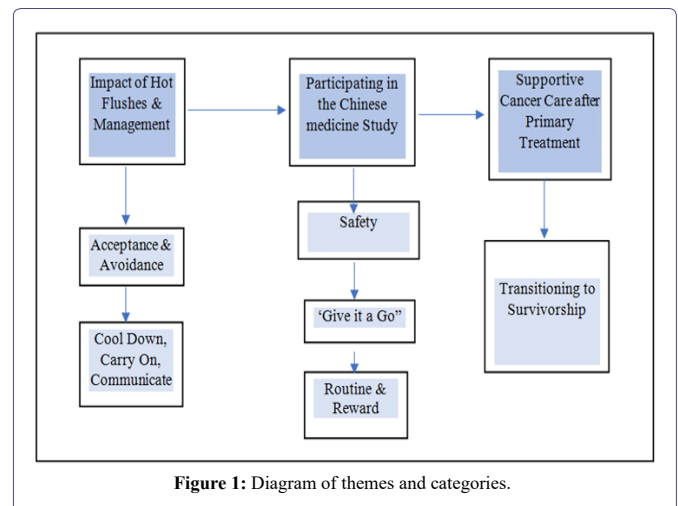 Impact of Hot
Flushes &
Management
Participating in
the Chinese
medicine Study
Supportive
Cancer Care after
Primary
Treatment
Acceptance &
Avoidance
Safety
Transitioning to
Survivorship
Cool Down,
Carry On,
Communicate
‘Give it a Go”
Routine &
Reward
Figure 1: Diagram of themes and categories.